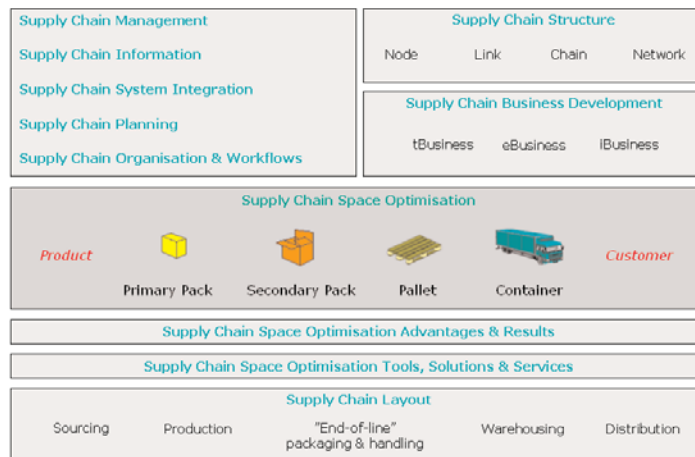 Supply Chain Management
Supply Chain Information
Supply Chain System Integration
Supply Chain Planning
Supply Chain Organisation & Workflows
Supply Chain Structure
Node Link Chain Network
Supply Chain Business Development
tBusiness eBusiness iBusiness
Supply Chain Space Optimisation
Product Customer
Primary Pack Secondary Pack Pallet Container
Supply Chain Space Optimisation Advantages & Results
Supply Chain Space Optimisation Tools, Solutions & Services
Supply Chain Layout
Sourcing Production "End-of-line" Warehousing Distribution
packaging & handling